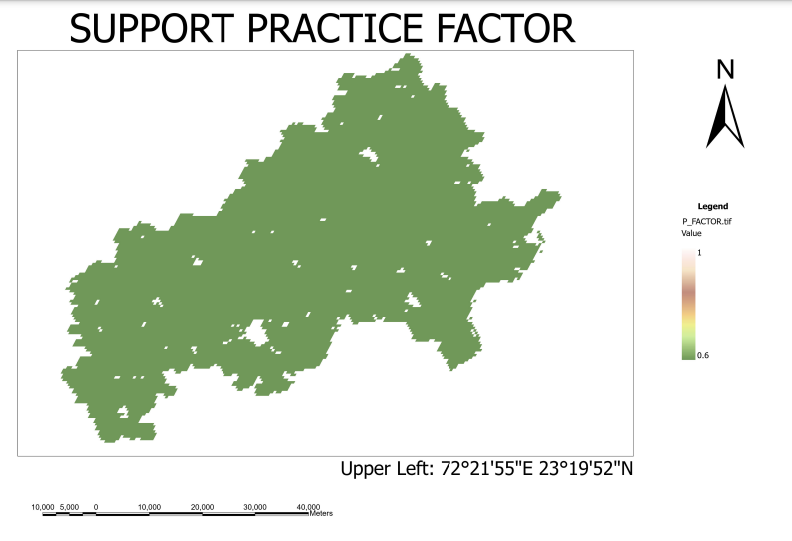 SUPPORT PRACTICE FACTOR
N
Legend
P_FACTOR.tif
Value
1
0.6
Upper Left: 72°21'55"E 23°19'52"N
10,000 5,000 0 10,000 20,000 30,000 40,000
Meters